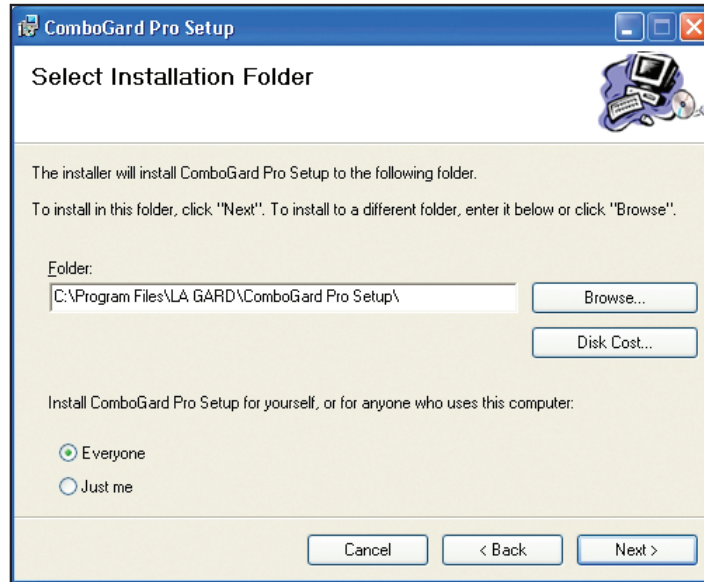 ComboGard Pro Setup
Select Installation Folder
The installer will install ComboGard Pro Setup to the following folder.
To install in this folder, click "Next". To install to a different folder, enter it below or click "Browse".
Folder:
C:\Program Files\LA GARD\ComboGard Pro Setup\
Browse...
Disk Cost...
Install ComboGard Pro Setup for yourself, or for anyone who uses this computer:
Everyone
Just me
Cancel
< Back
Next >